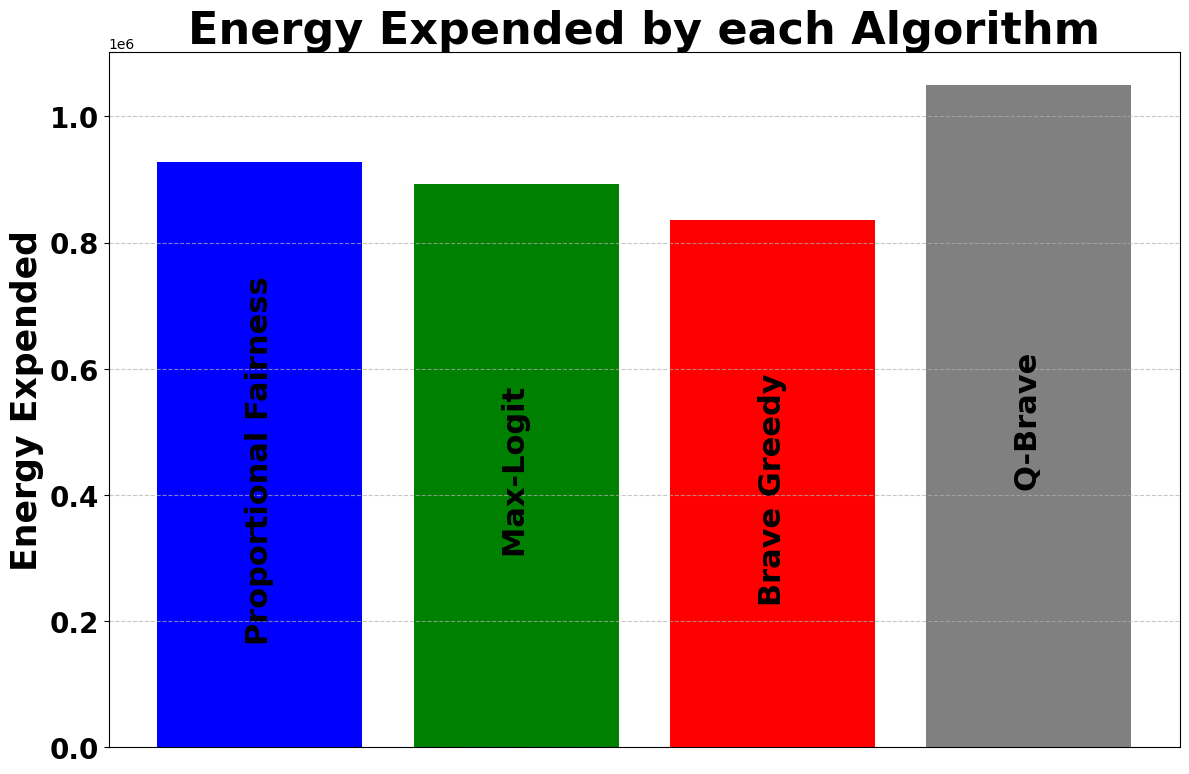 Energy Expended by each Algorithm
1e6
Energy Expended
1.0
0.8
0.6
0.4
0.2
0.0
Proportional Fairness
Max-Logit
Brave Greedy
Q-Brave